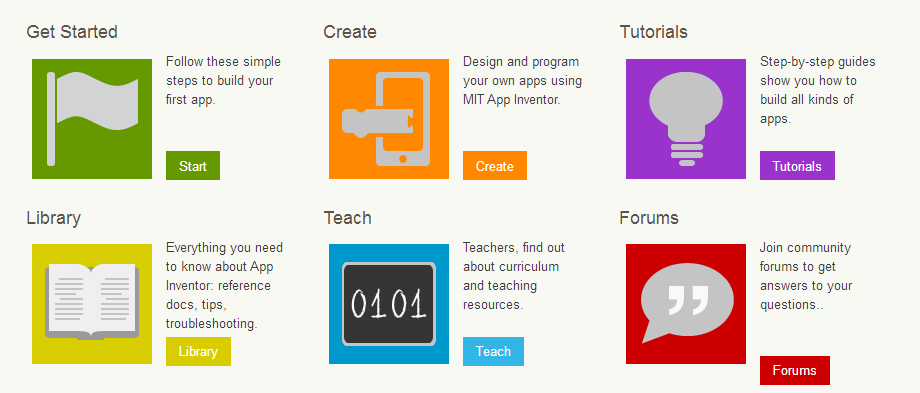 Get Started
Follow these simple
steps to build your
first app.
Start
Create
Design and program
your own apps using
MIT App Inventor.
Create
Tutorials
Step-by-step guides
show you how to
build all kinds of
apps.
Tutorials
Library
Everything you need
to know about App
Inventor: reference
docs, tips,
troubleshooting.
Library
Teach
0101
Teachers, find out
about curriculum
and teaching
resources.
Teach
Forums
Join community
forums to get
answers to your
questions..
Forums